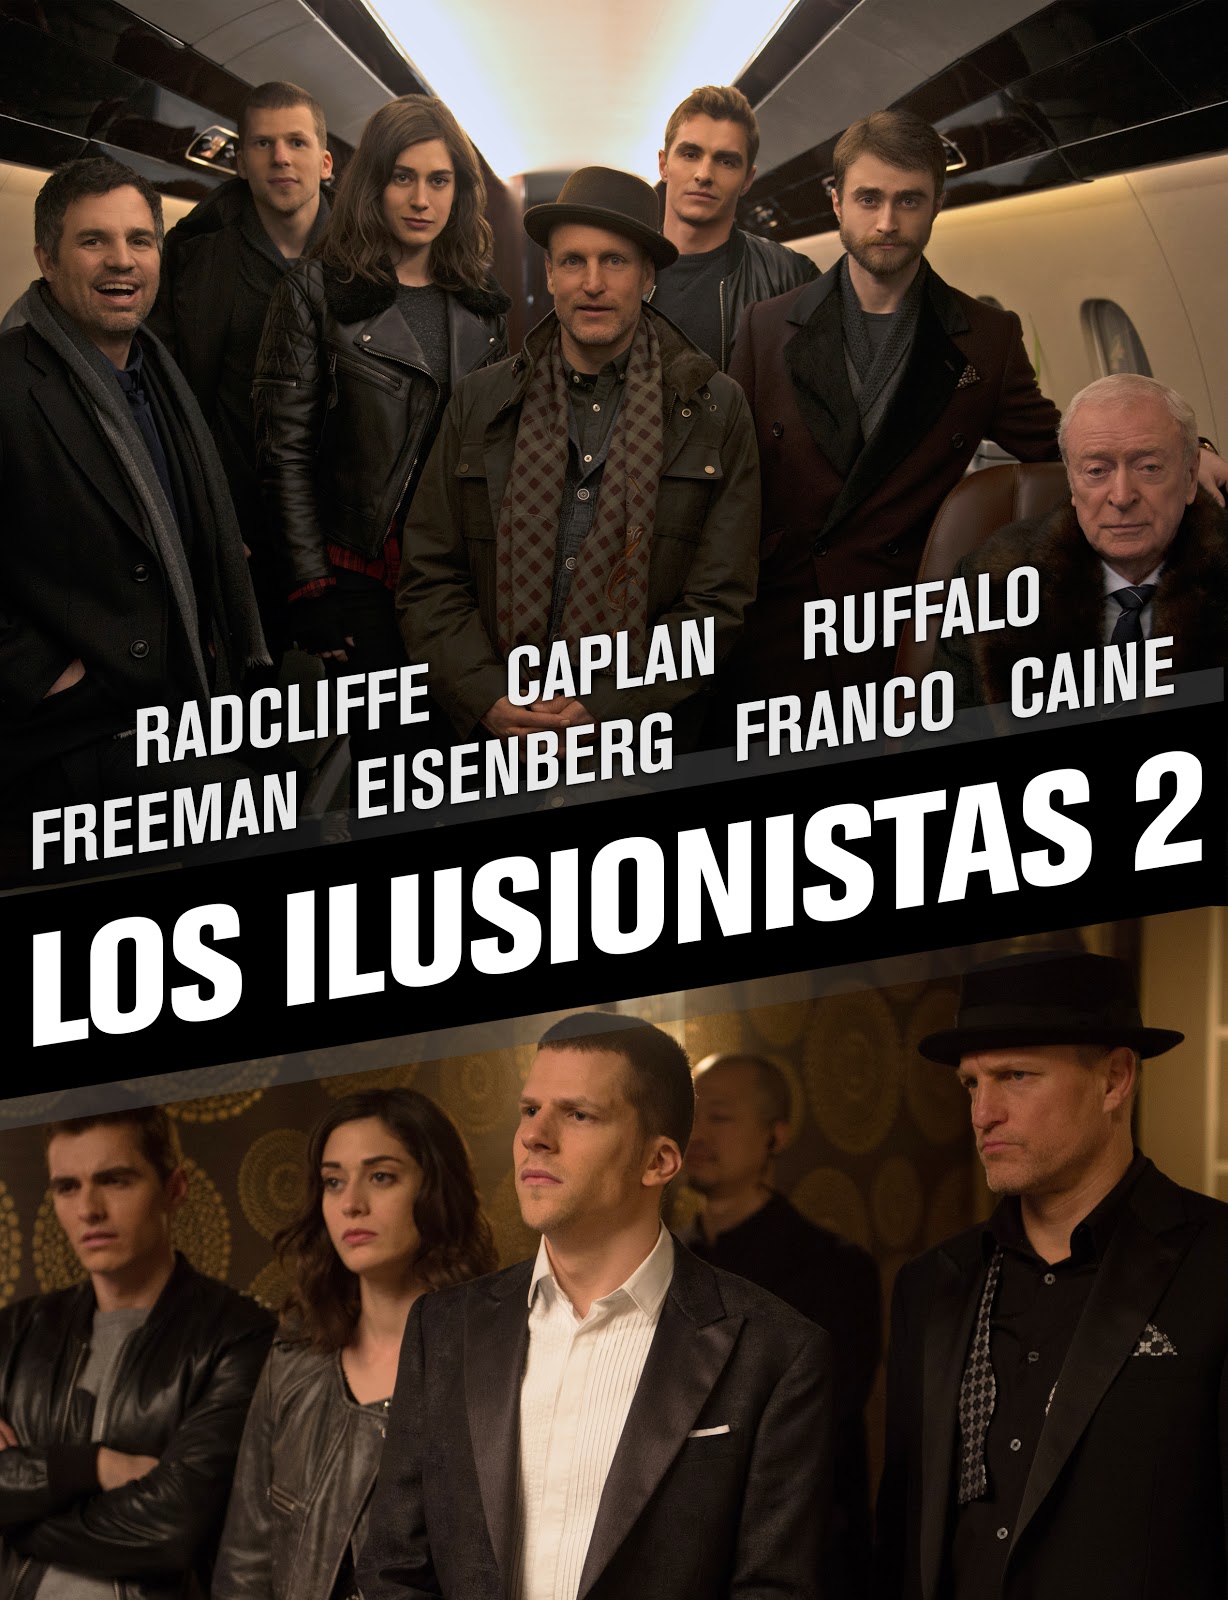 RADCLIFFE CAPLAN RUFFALO
FREEMAN EISENBERG FRANCO CAINE
LOS ILUSIONISTAS 2